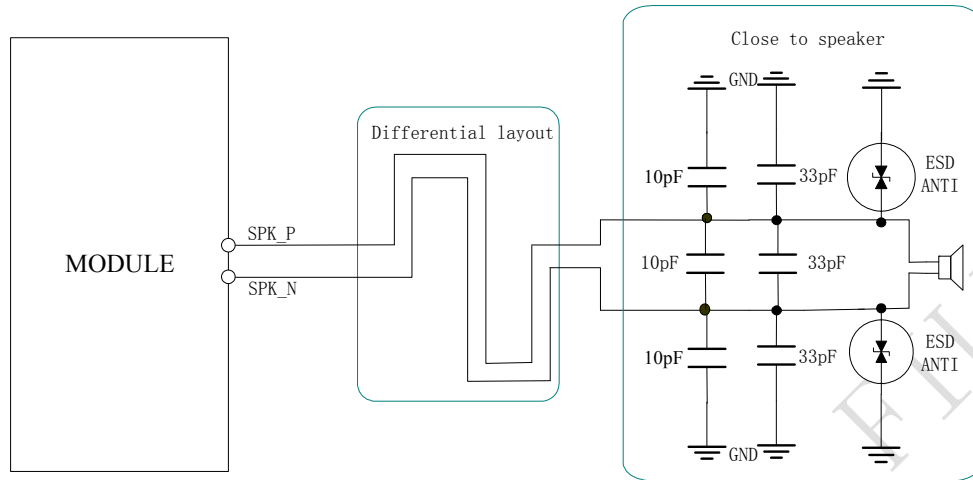 Close to speaker
GND
Differential layout
ESD
ANTI
10pF
33pF
SPK_P
MODULE
10pF
33pF
SPK_N
ESD
ANTI
10pF
33pF
GND